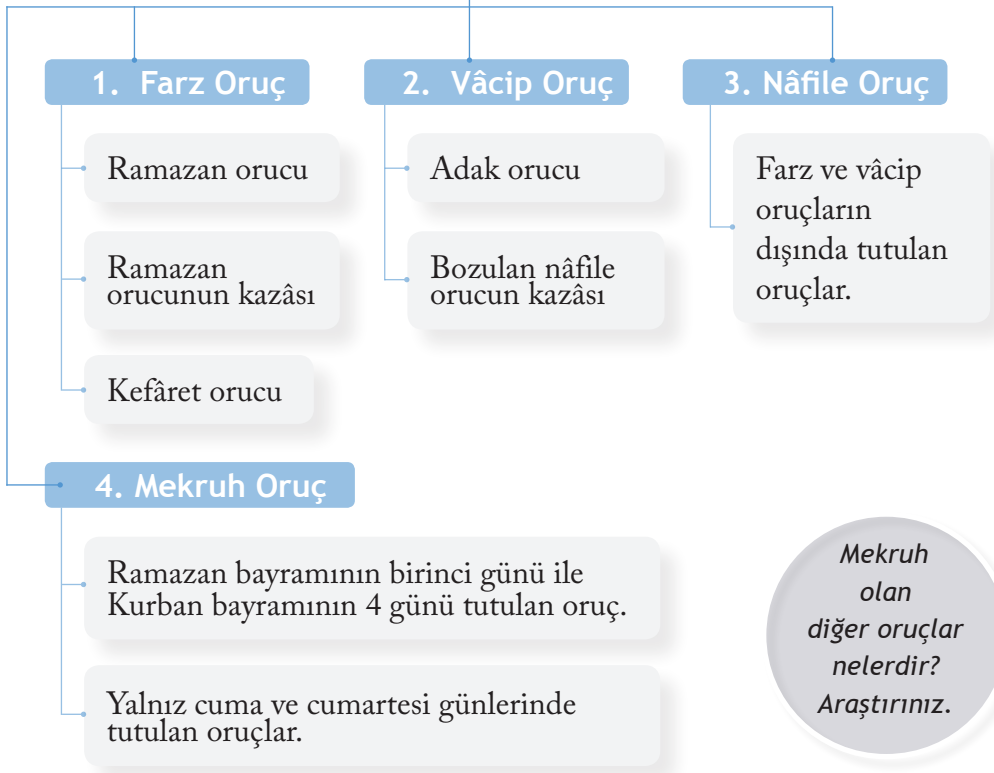 1. Farz Oruç
Ramazan orucu
Ramazan
orucunun kazâsı
Kefâret orucu
2. Vâcip Oruç
Adak orucu
Bozulan nâfile
orucun kazâsı
3. Nâfile Oruç
Farz ve vâcip
oruçların
dışında tutulan
oruçlar.
4. Mekruh Oruç
Ramazan bayramının birinci günü ile
Kurban bayramının 4 günü tutulan oruç.
Yalnız cuma ve cumartesi günlerinde
tutulan oruçlar.
Mekruh
olan
diğer oruçlar
nelerdir?
Araştırınız.